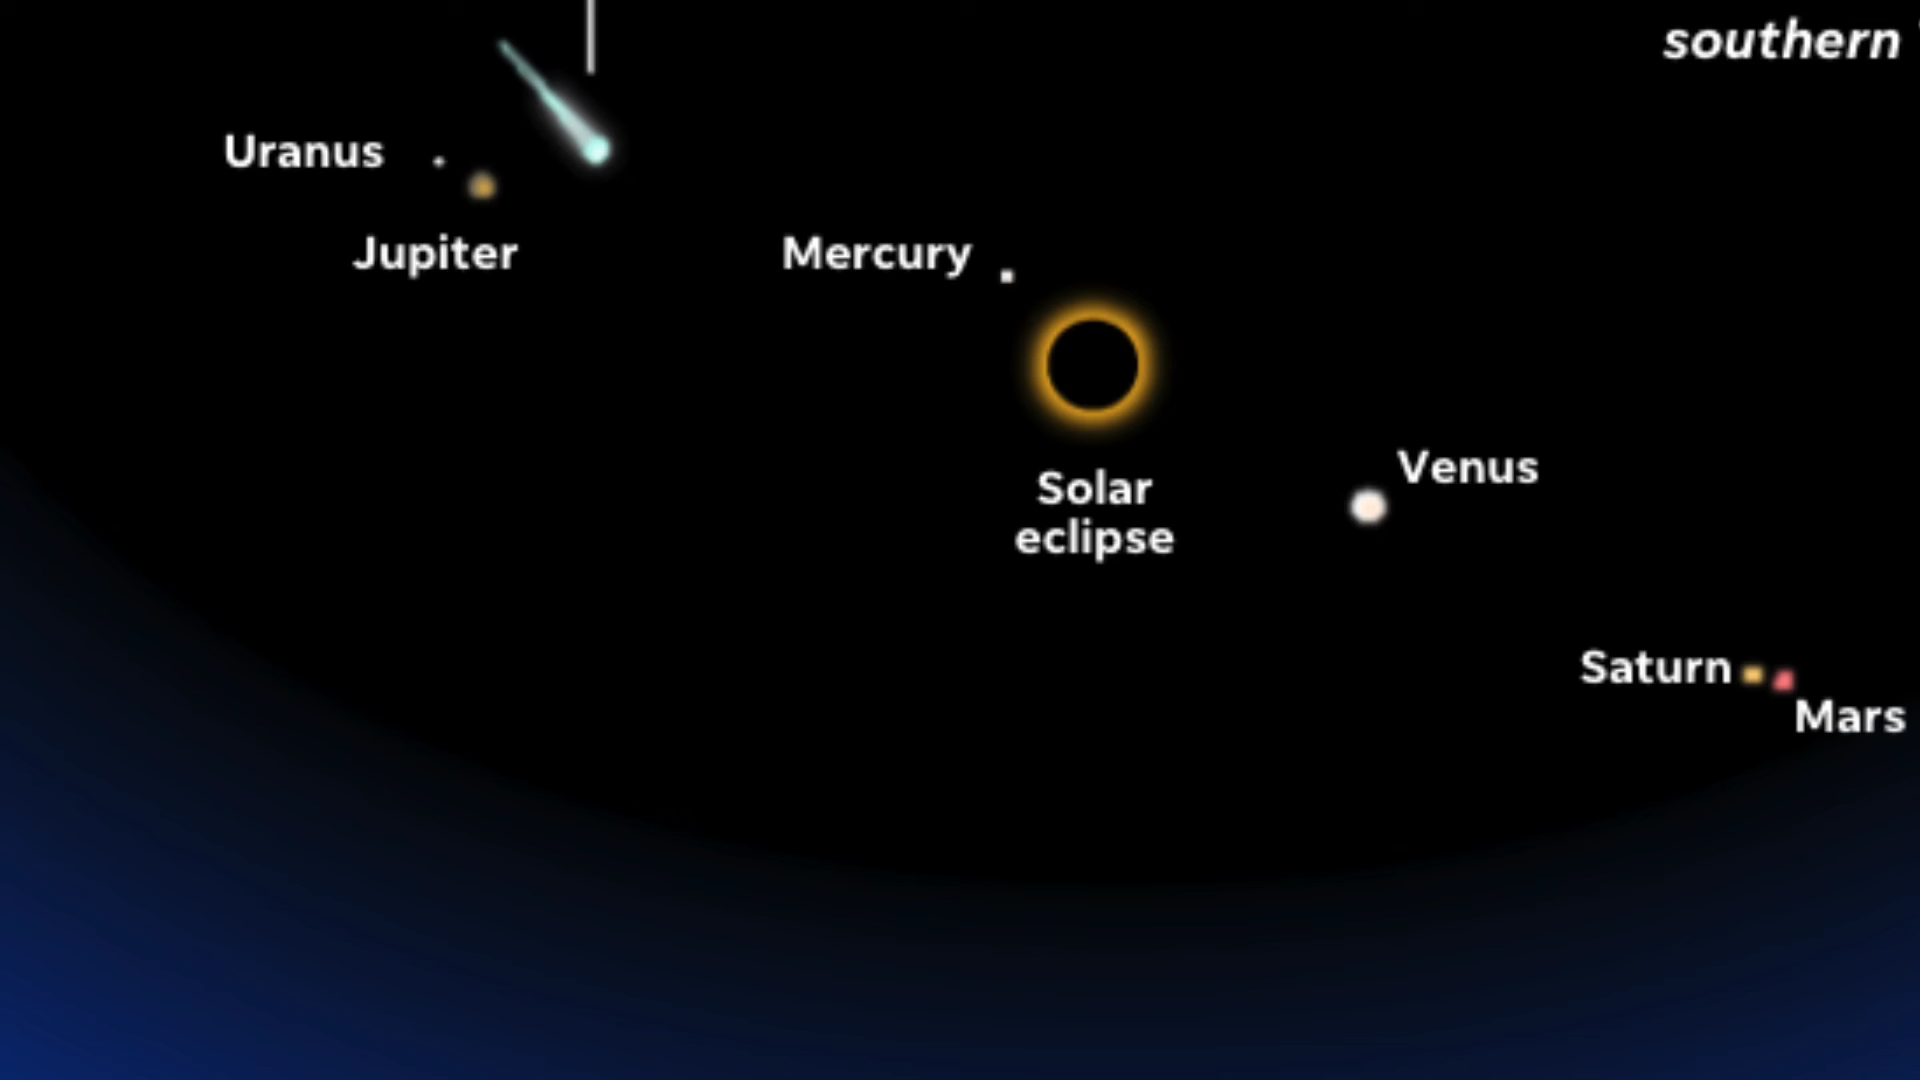 southern
Uranus
Jupiter
Mercury
Solar
eclipse
Venus
Saturn
Mars